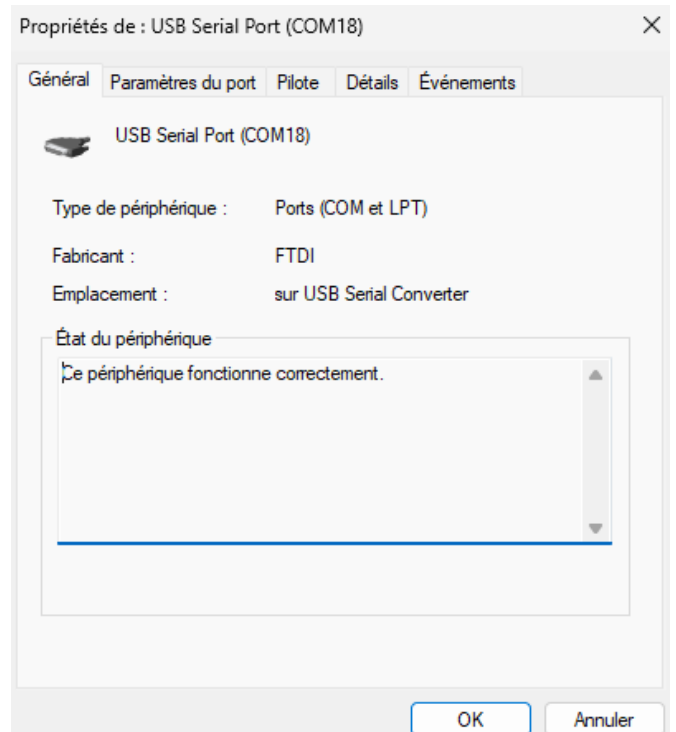 Propriétés de : USB Serial Port (COM18)
Général Paramètres du port Pilote Détails Événements
USB Serial Port (COM18)
Type de périphérique : Ports (COM et LPT)
Fabricant : FTDI
Emplacement : sur USB Serial Converter
État du périphérique
Ce périphérique fonctionne correctement.
OK Annuler